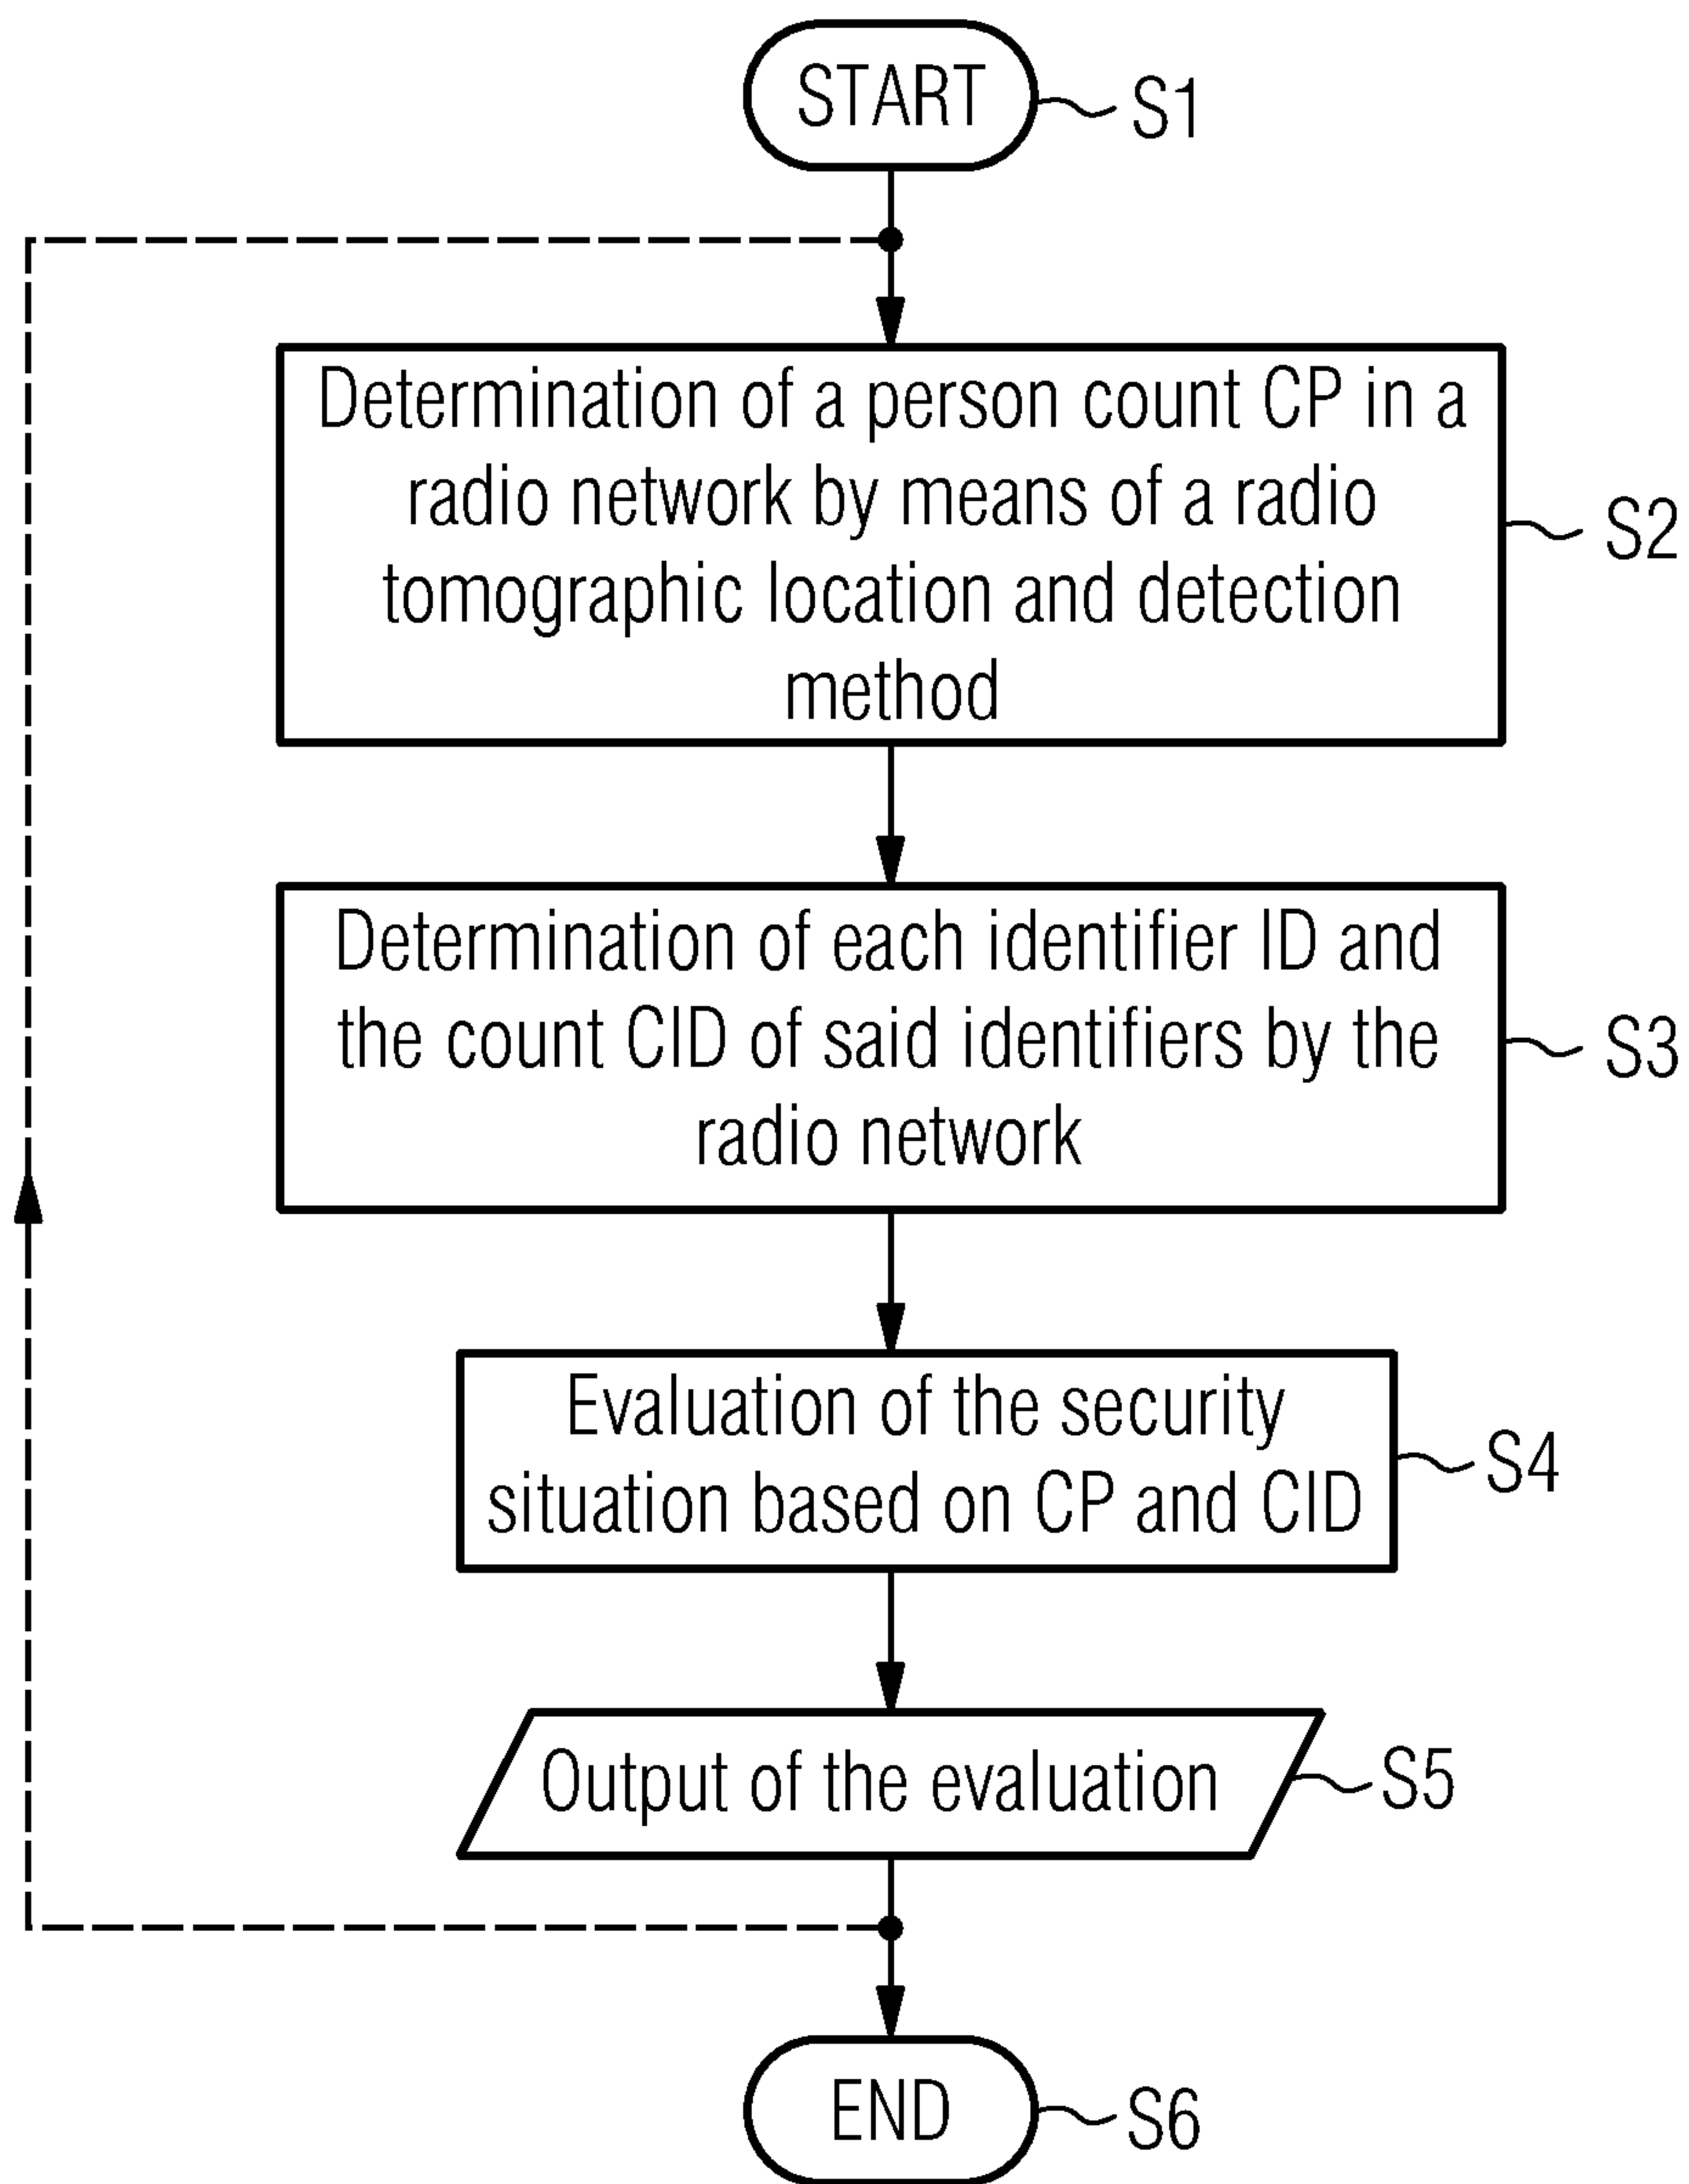 START
S1
Determination of a person count CP in a
radio network by means of a radio
tomographic location and detection
method
S2
Determination of each identifier ID and
the count CID of said identifiers by the
radio network
S3
Evaluation of the security
situation based on CP and CID
S4
Output of the evaluation
S5
END
S6